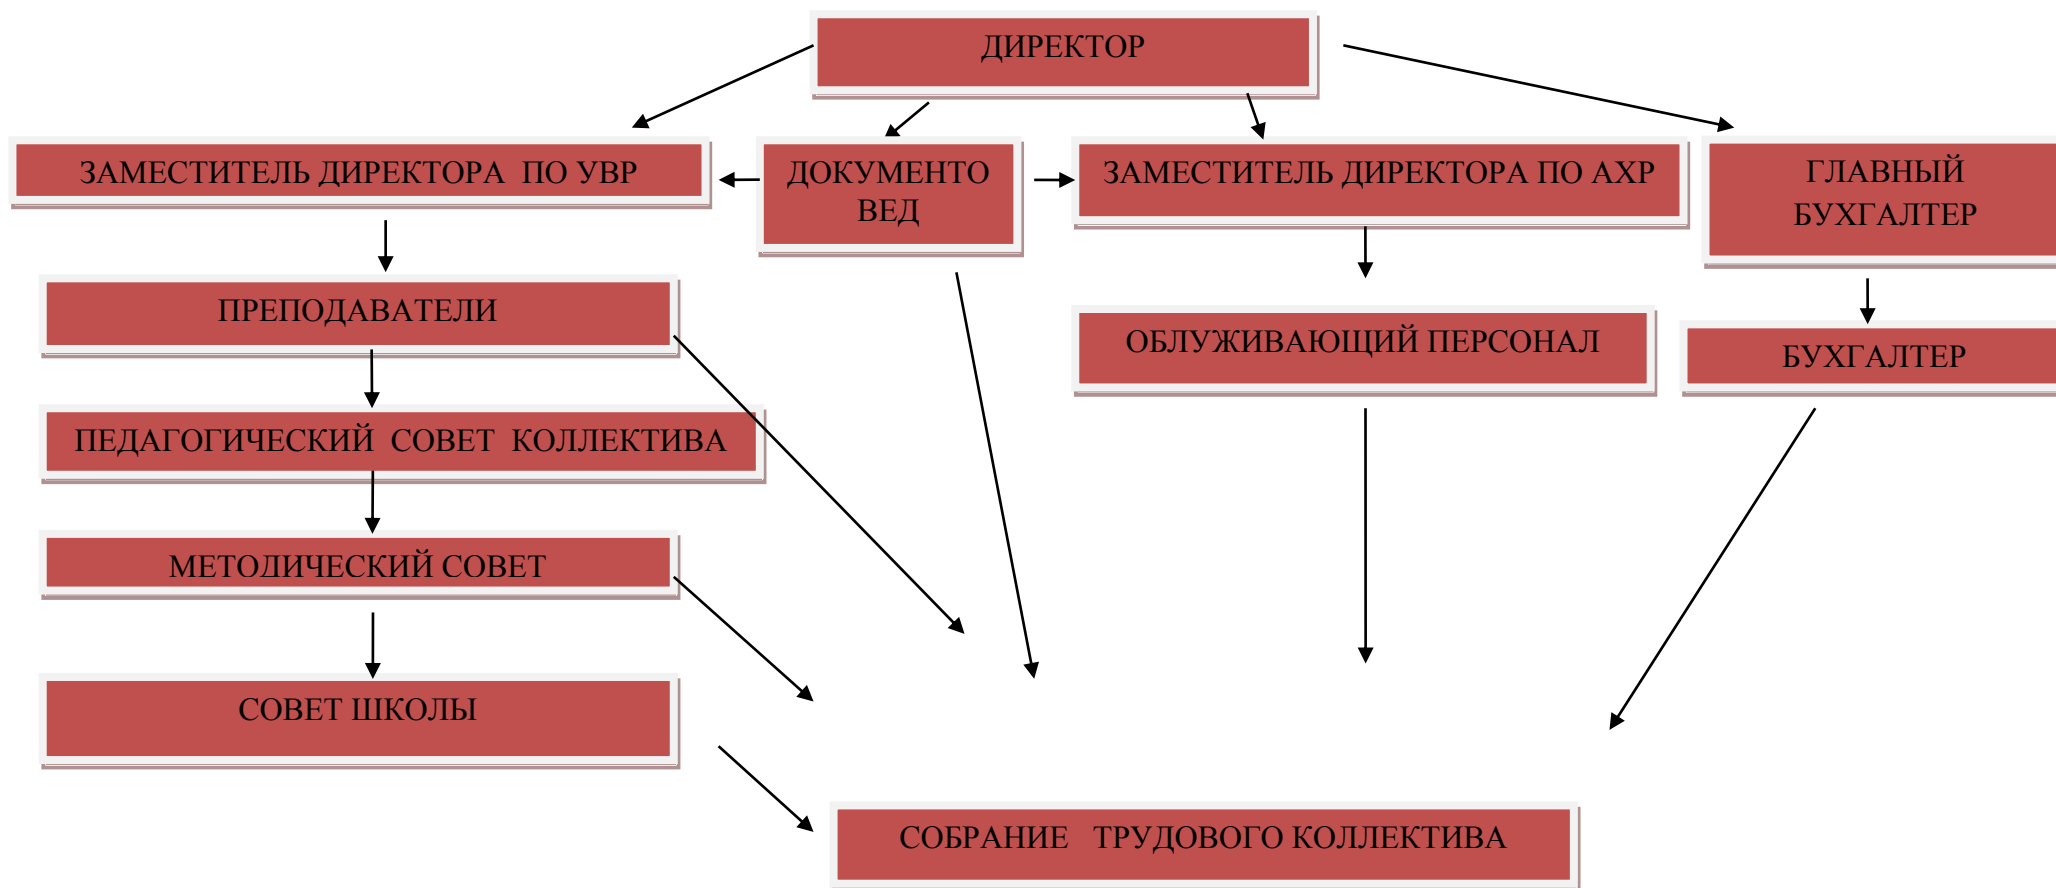 ДИРЕКТОР
ЗАМЕСТИТЕЛЬ ДИРЕКТОРА ПО УВР
ДОКУМЕНТО
ВЕД
ЗАМЕСТИТЕЛЬ ДИРЕКТОРА ПО АХР
ГЛАВНЫЙ
БУХГАЛТЕР
ПРЕПОДАВАТЕЛИ
ОБЛУЖИВАЮЩИЙ ПЕРСОНАЛ
БУХГАЛТЕР
ПЕДАГОГИЧЕСКИЙ СОВЕТ КОЛЛЕКТИВА
МЕТОДИЧЕСКИЙ СОВЕТ
СОВЕТ ШКОЛЫ
СОБРАНИЕ ТРУДОВОГО КОЛЛЕКТИВА